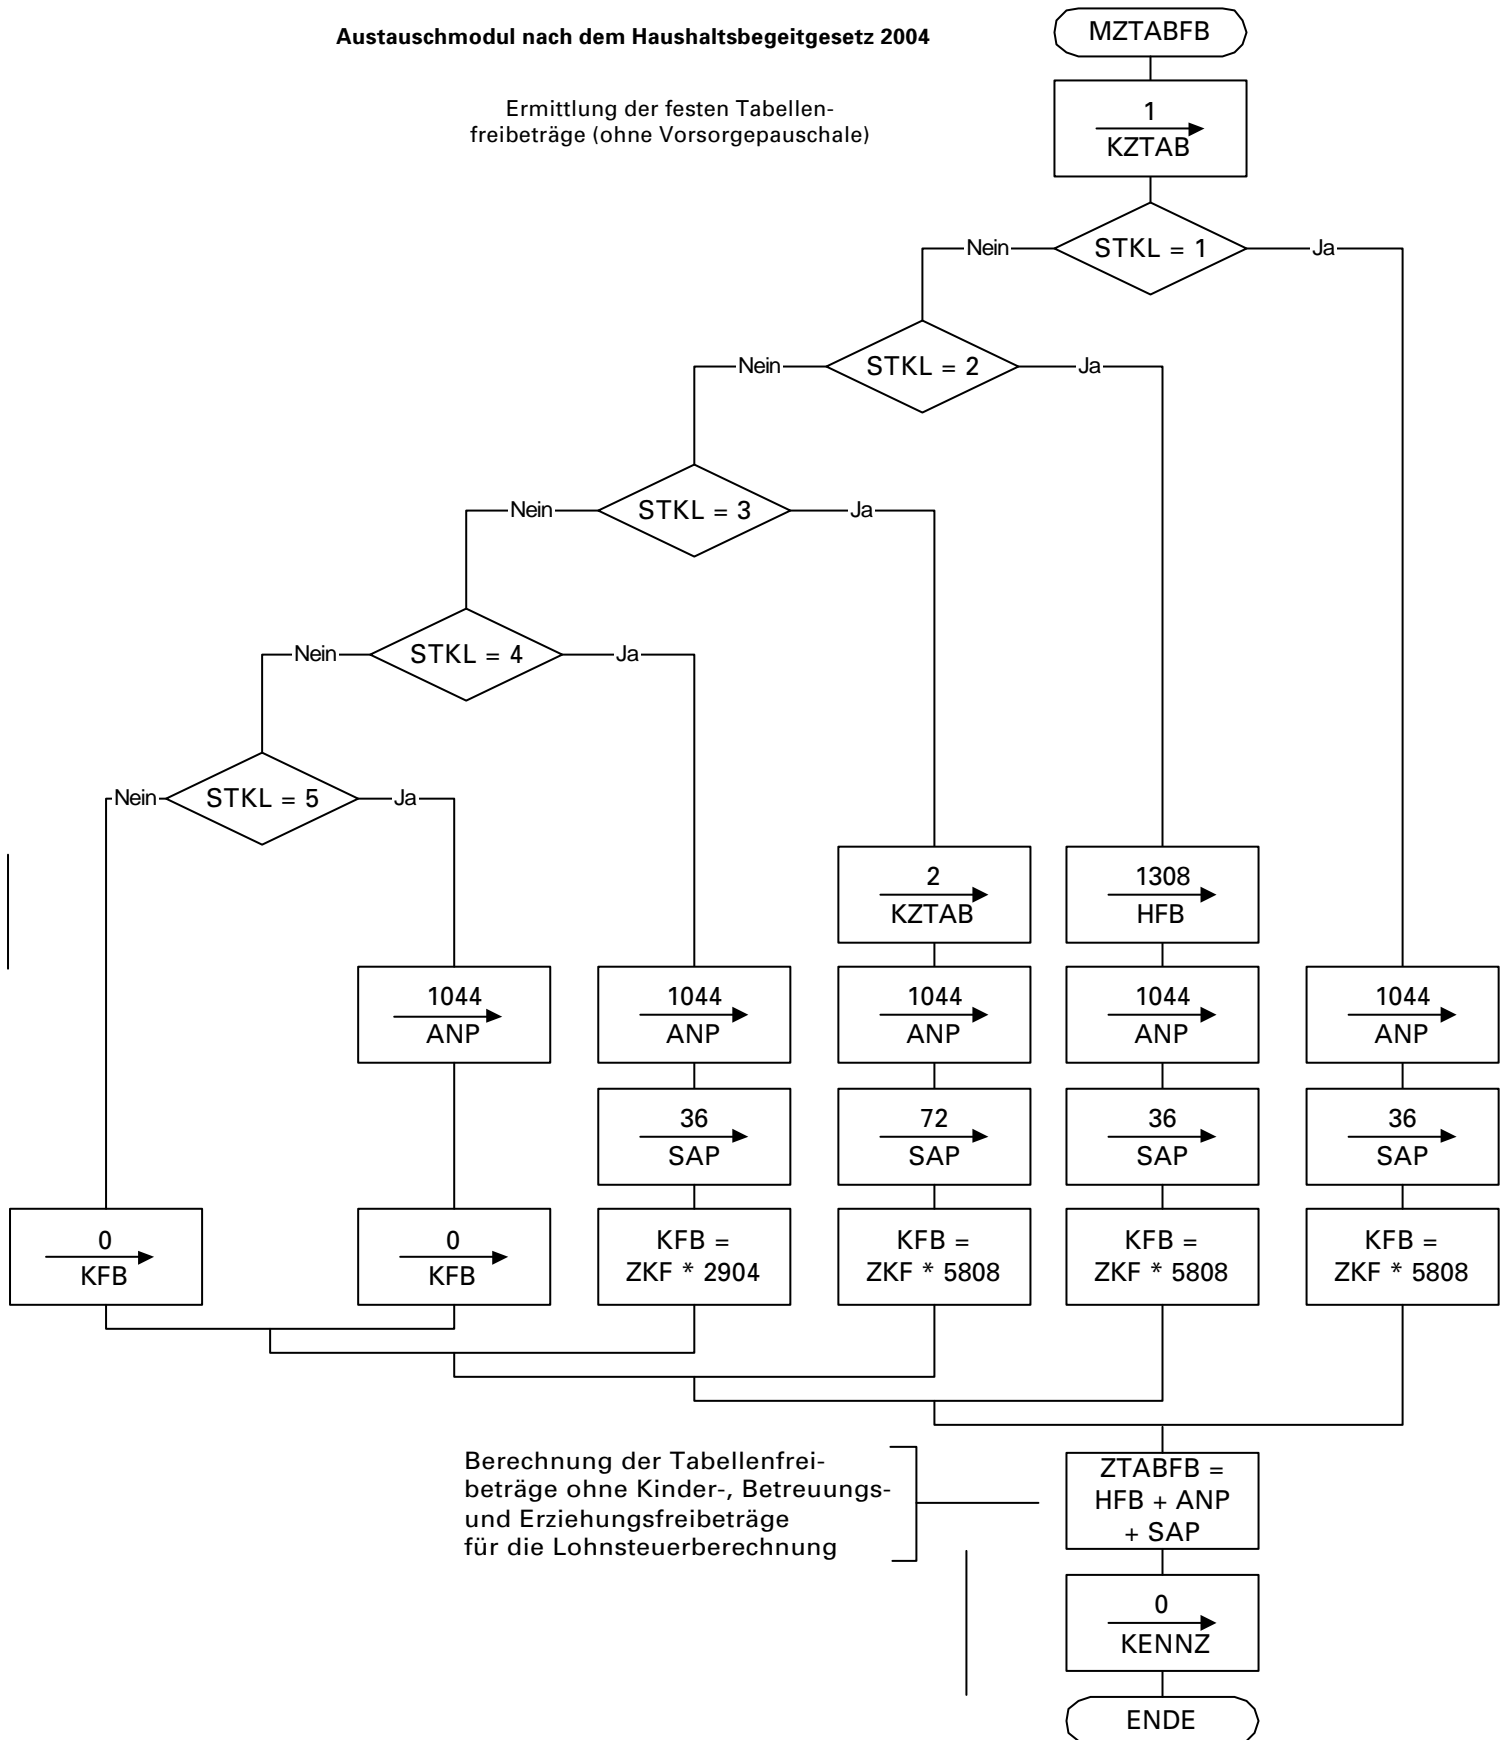 Austauschmodul nach dem Haushaltsbegeitgesetz 2004
MZTABFB
Ermittlung der festen Tabellen-
freibeträge (ohne Vorsorgepauschale)
1
KZTAB
Nein
STKL = 1
Ja
Nein
STKL = 2
Ja
Nein
STKL = 3
Ja
Nein
STKL = 4
Ja
Nein
STKL = 5
Ja
2
KZTAB
1308
HFB
1044
ANP
1044
ANP
1044
ANP
1044
ANP
1044
ANP
36
SAP
72
SAP
36
SAP
36
SAP
0
KFB
0
KFB
KFB =
ZKF * 2904
KFB =
ZKF * 5808
KFB =
ZKF * 5808
KFB =
ZKF * 5808
Berechnung der Tabellenfrei-
beträge ohne Kinder-, Betreuungs-
und Erziehungsfreibeträge
für die Lohnsteuerberechnung
ZTABFB =
HFB + ANP
+ SAP
0
KENNZ
ENDE